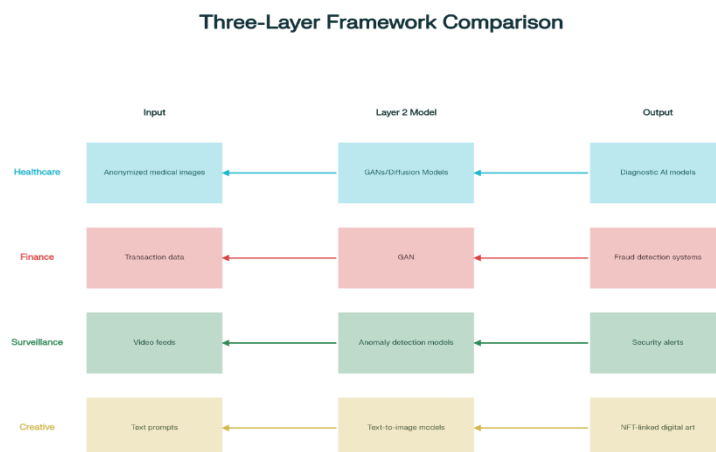 Three-Layer Framework Comparison
Input Layer 2 Model Output
Healthcare Anonymized medical images GANs/Diffusion Models Diagnostic AI models
Finance Transaction data GAN Fraud detection systems
Surveillance Video feeds Anomaly detection models Security alerts
Creative Text prompts Text-to-image models NFT-linked digital art